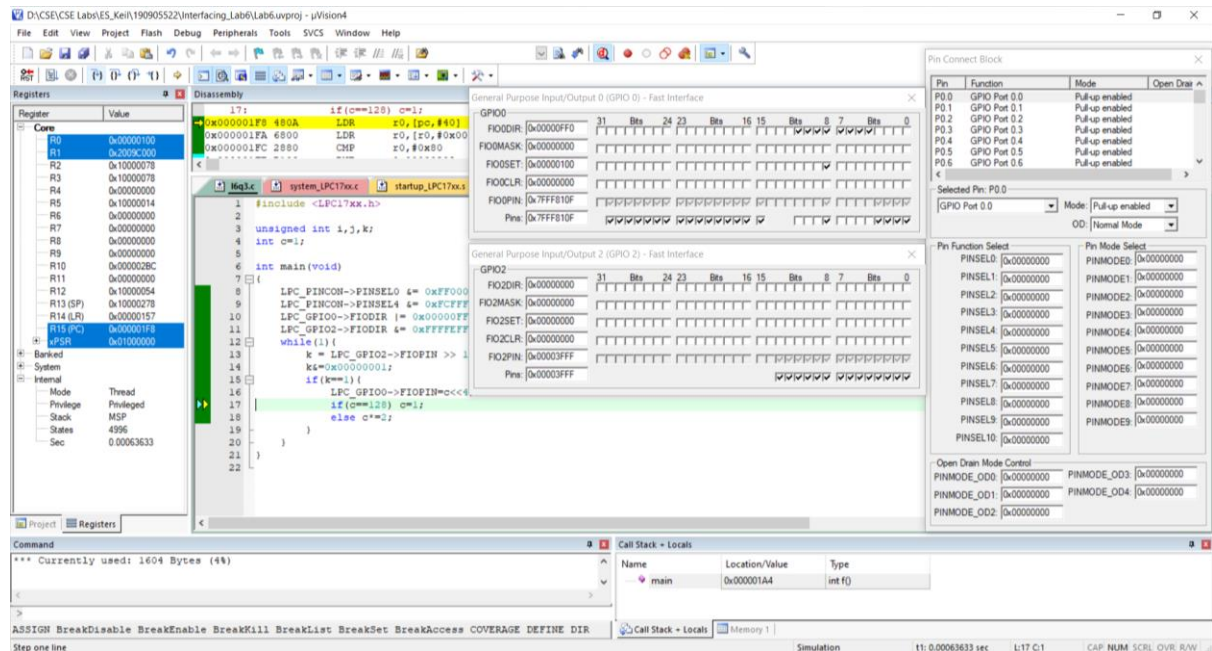 D:\CSE\CSE Labs\ES_Keil\190905522\Interfacing_Lab6\Lab6.uvproj - µVision4
File Edit View Project Flash Debug Peripherals Tools SVCS Window Help
Registers
Register Value
Core
R0 0x00000100
R1 0x2009C000
R2 0x10000078
R3 0x10000078
R4 0x00000000
R5 0x10000014
R6 0x00000000
R7 0x00000000
R8 0x00000000
R9 0x00000000
R10 0x000002BC
R11 0x00000000
R12 0x10000054
R13 (SP) 0x10000278
R14 (LR) 0x00000157
R15 (PC) 0x000001F8
xPSR 0x01000000
Banked
System
Internal
Mode Thread
Privilege Privileged
Stack MSP
States 4996
Sec 0.00063633
Project Registers
Disassembly
17: if(c==128) c=1;
0x000001F8 480A LDR r0,[pc,#40]
0x000001FA 6800 LDR r0,[r0,#0x00
0x000001FC 2880 CMP r0,#0x80
l6q3.c system_LPC17xx.c startup_LPC17xx.s
1 #include <LPC17xx.h>
2
3 unsigned int i,j,k;
4 int c=1;
5
6 int main(void)
7 {
8 LPC_PINCON->PINSEL0 &= 0xFF000
9 LPC_PINCON->PINSEL4 &= 0xFCFFF
10 LPC_GPIO0->FIODIR |= 0x00000FF
11 LPC_GPIO2->FIODIR &= 0xFFFFEFF
12 while(1){
13 k = LPC_GPIO2->FIOPIN >> 1
14 k&=0x00000001;
15 if(k==1){
16 LPC_GPIO0->FIOPIN=c<<4
17 if(c==128) c=1;
18 else c*=2;
19 }
20 }
21 }
22
General Purpose Input/Output 0 (GPIO 0) - Fast Interface
GPIO0
31 Bits 24 23 Bits 16 15 Bits 8 7 Bits 0
FIO0DIR: 0x00000FF0
FIO0MASK: 0x00000000
FIO0SET: 0x00000100
FIO0CLR: 0x00000000
FIO0PIN: 0x7FFF810F
Pins: 0x7FFF810F
General Purpose Input/Output 2 (GPIO 2) - Fast Interface
GPIO2
31 Bits 24 23 Bits 16 15 Bits 8 7 Bits 0
FIO2DIR: 0x00000000
FIO2MASK: 0x00000000
FIO2SET: 0x00000000
FIO2CLR: 0x00000000
FIO2PIN: 0x00003FFF
Pins: 0x00003FFF
Pin Connect Block
Pin Function Mode Open Drain
P0.0 GPIO Port 0.0 Pull-up enabled
P0.1 GPIO Port 0.1 Pull-up enabled
P0.2 GPIO Port 0.2 Pull-up enabled
P0.3 GPIO Port 0.3 Pull-up enabled
P0.4 GPIO Port 0.4 Pull-up enabled
P0.5 GPIO Port 0.5 Pull-up enabled
P0.6 GPIO Port 0.6 Pull-up enabled
Selected Pin: P0.0
GPIO Port 0.0 Mode: Pull-up enabled
OD: Normal Mode
Pin Function Select Pin Mode Select
PINSEL0: 0x00000000 PINMODE0: 0x00000000
PINSEL1: 0x00000000 PINMODE1: 0x00000000
PINSEL2: 0x00000000 PINMODE2: 0x00000000
PINSEL3: 0x00000000 PINMODE3: 0x00000000
PINSEL4: 0x00000000 PINMODE4: 0x00000000
PINSEL5: 0x00000000 PINMODE5: 0x00000000
PINSEL6: 0x00000000 PINMODE6: 0x00000000
PINSEL7: 0x00000000 PINMODE7: 0x00000000
PINSEL8: 0x00000000 PINMODE8: 0x00000000
PINSEL9: 0x00000000 PINMODE9: 0x00000000
PINSEL10: 0x00000000
Open Drain Mode Control
PINMODE_OD0: 0x00000000 PINMODE_OD3: 0x00000000
PINMODE_OD1: 0x00000000 PINMODE_OD4: 0x00000000
PINMODE_OD2: 0x00000000
Command
*** Currently used: 1604 Bytes (4%)
>
ASSIGN BreakDisable BreakEnable BreakKill BreakList BreakSet BreakAccess COVERAGE DEFINE DIR
Call Stack + Locals
Name Location/Value Type
main 0x000001A4 int f()
Call Stack + Locals Memory 1
Step one line Simulation t1: 0.00063633 sec L:17 C:1 CAP NUM SCRL OVR R/W